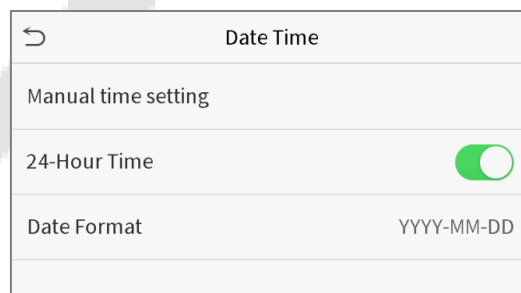 Date Time
Manual time setting
24-Hour Time
Date Format YYYY-MM-DD